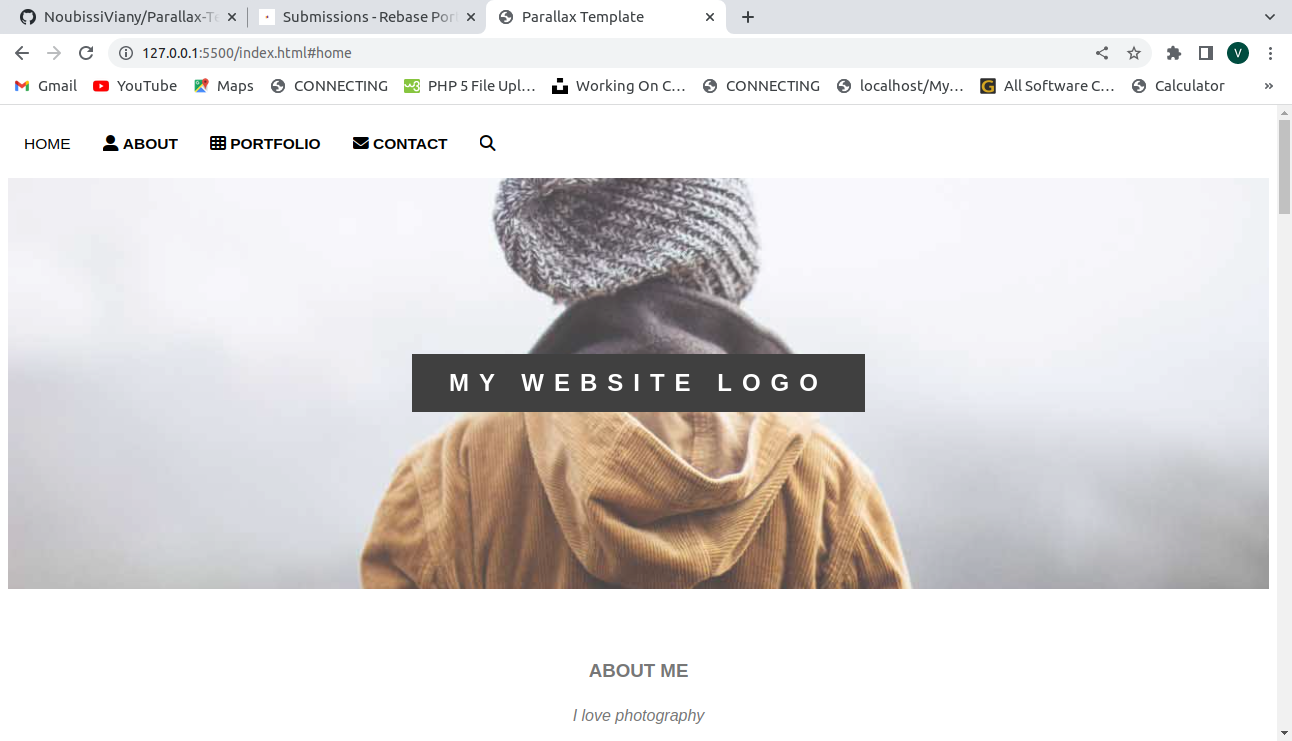 NoubissiViany/Parallax-Te
Submissions - Rebase Por
Parallax Template
127.0.0.1:5500/index.html#home
V
Gmail
YouTube
Maps
CONNECTING
PHP 5 File Upl...
Working On C...
CONNECTING
localhost/My...
All Software C...
Calculator
»
HOME
ABOUT
PORTFOLIO
CONTACT
MY WEBSITE LOGO
ABOUT ME
I love photography